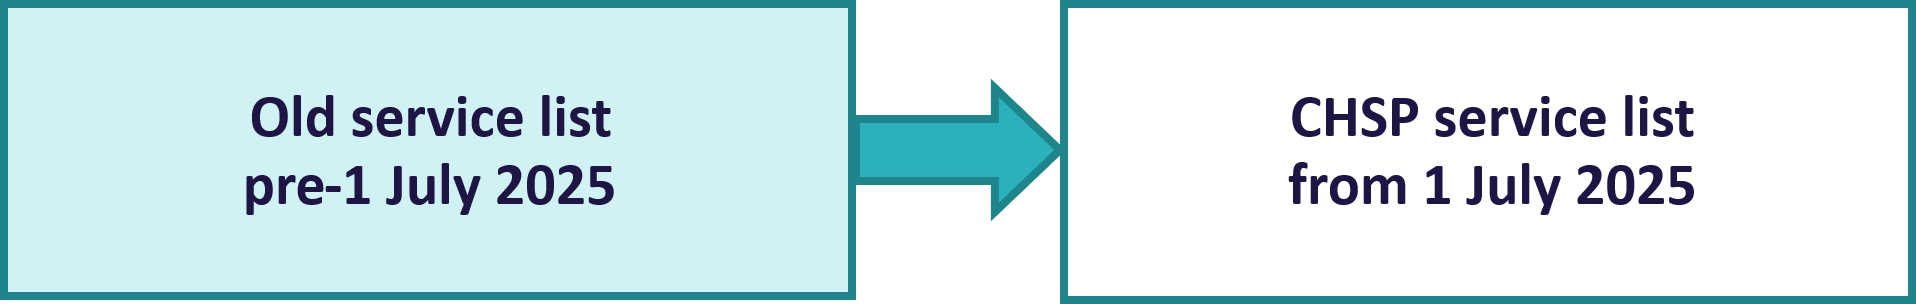 Old service list
pre-1 July 2025
CHSP service list
from 1 July 2025